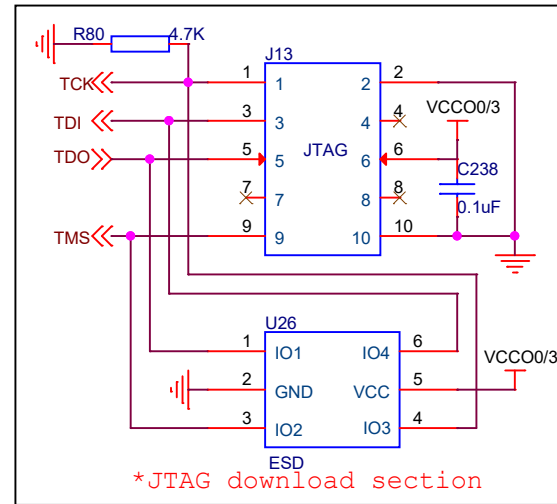 R80 4.7K
J13
TCK 1 1 2 2
VCCO0/3
TDI 3 3 4 4
JTAG
TDO 5 5 6 6
C238
7 7 8 8
0.1uF
TMS 9 9 10 10
U26
1 IO1 IO4 6
VCCO0/3
2 GND VCC 5
3 IO2 IO3 4
ESD
*JTAG download section